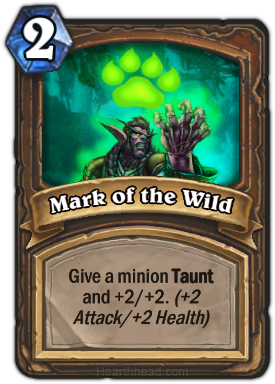 2
Mark of the Wild
Give a minion Taunt
and +2/+2. (+2
Attack/+2 Health)
Hearthhead.com